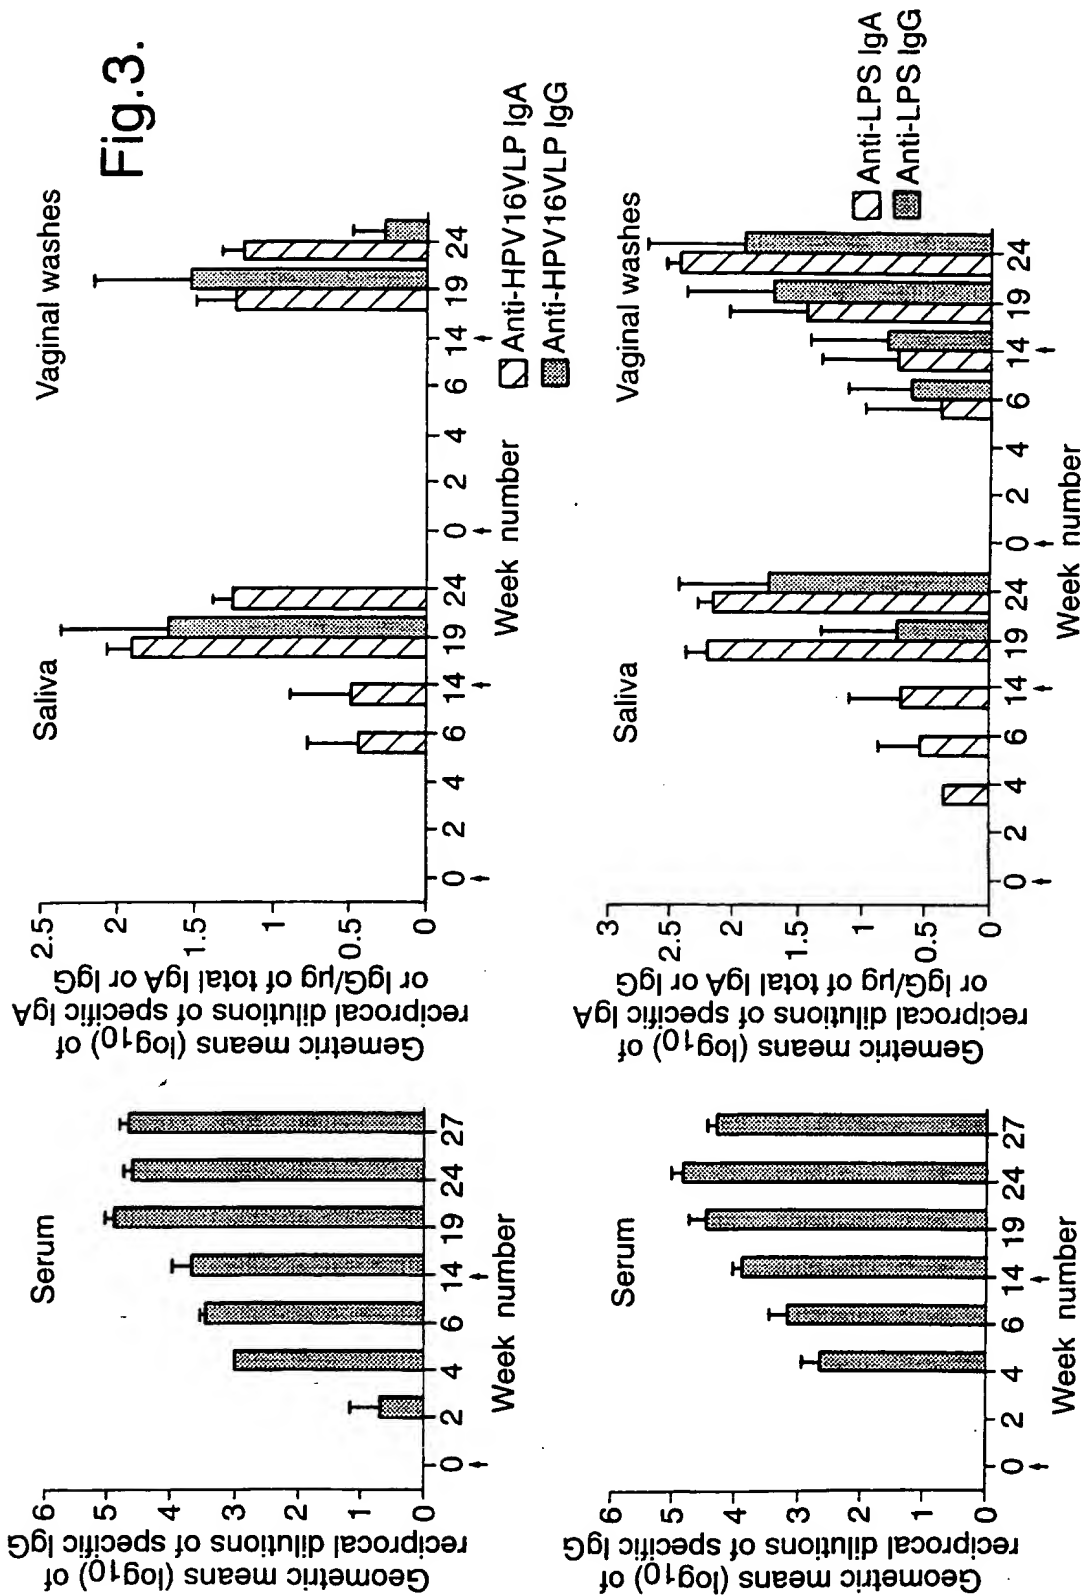 Fig.3.
Geometric means (log10) of
reciprocal dilutions of specific IgG
6
5
4
3
2
1
0
Serum
0 2 4 6 14 19 24 27
Week number
Gemetric means (log10) of
reciprocal dilutions of specific IgA
or IgG/µg of total IgA or IgG
2.5
2
1.5
1
0.5
0
Saliva
0 2 4 6 14 19 24
Week number
Vaginal washes
0 2 4 6 14 19 24
Anti-HPV16VLP IgA
Anti-HPV16VLP IgG
Geometric means (log10) of
reciprocal dilutions of specific IgG
6
5
4
3
2
1
0
Serum
0 2 4 6 14 19 24 27
Week number
Gemetric means (log10) of
reciprocal dilutions of specific IgA
or IgG/µg of total IgA or IgG
3
2.5
2
1.5
1
0.5
0
Saliva
0 2 4 6 14 19 24
Week number
Vaginal washes
0 2 4 6 14 19 24
Anti-LPS IgA
Anti-LPS IgG